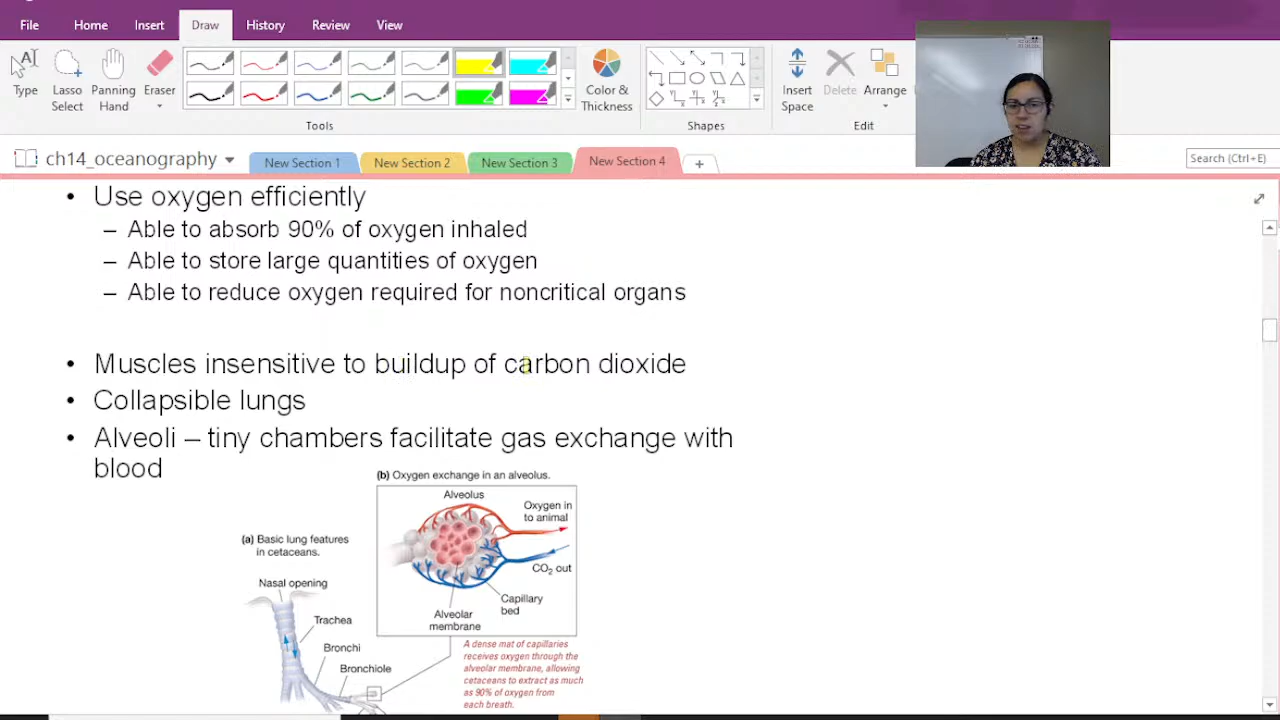 File Home Insert Draw History Review View
Type
Lasso Select
Panning Hand
Eraser
Color & Thickness
Insert Space
Delete
Arrange
Tools
Shapes
Edit
ch14_oceanography
New Section 1
New Section 2
New Section 3
New Section 4
+
Search (Ctrl+E)
• Use oxygen efficiently
– Able to absorb 90% of oxygen inhaled
– Able to store large quantities of oxygen
– Able to reduce oxygen required for noncritical organs
• Muscles insensitive to buildup of carbon dioxide
• Collapsible lungs
• Alveoli – tiny chambers facilitate gas exchange with
blood
(b) Oxygen exchange in an alveolus.
Alveolus
Oxygen in
to animal
CO2 out
Capillary
bed
Alveolar
membrane
(a) Basic lung features
in cetaceans.
Nasal opening
Trachea
Bronchi
Bronchiole
A dense mat of capillaries
receives oxygen through the
alveolar membrane, allowing
cetaceans to extract as much
as 90% of oxygen from
each breath.